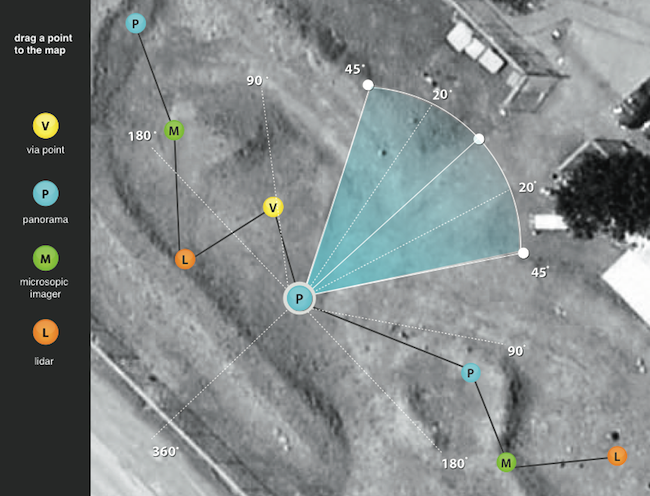 drag a point
to the map
V
via point
P
panorama
M
microsopic
imager
L
lidar
P
M
180°
90°
45°
20°
V
L
20°
45°
P
90°
P
360°
180°
M
L